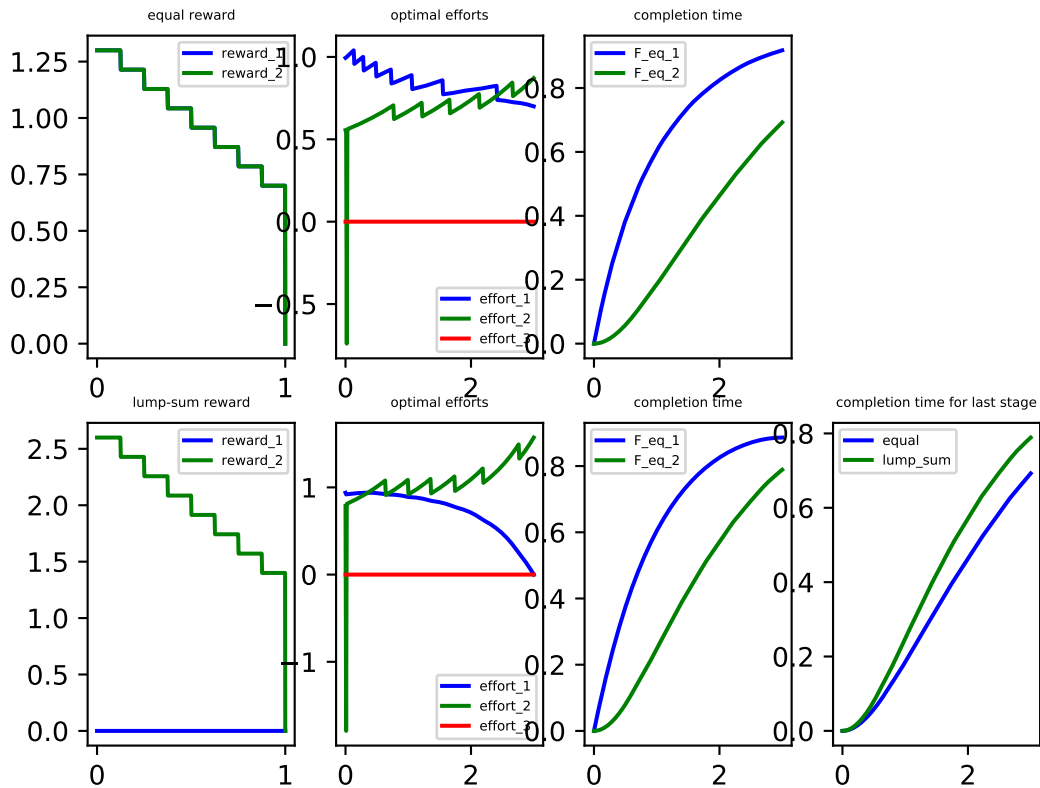 equal reward
optimal efforts
completion time
1.25
1.00
0.75
0.50
0.25
0.00
0
1
reward_1
reward_2
1.0
0.5
0.0
−0.5
0
2
effort_1
effort_2
effort_3
0.8
0.6
0.4
0.2
0.0
0
2
F_eq_1
F_eq_2
lump-sum reward
optimal efforts
completion time
completion time for last stage
2.5
2.0
1.5
1.0
0.5
0.0
0
1
reward_1
reward_2
1
0
−1
0
2
effort_1
effort_2
effort_3
0.8
0.6
0.4
0.2
0.0
0
2
F_eq_1
F_eq_2
0.8
0.6
0.4
0.2
0.0
0
2
equal
lump_sum